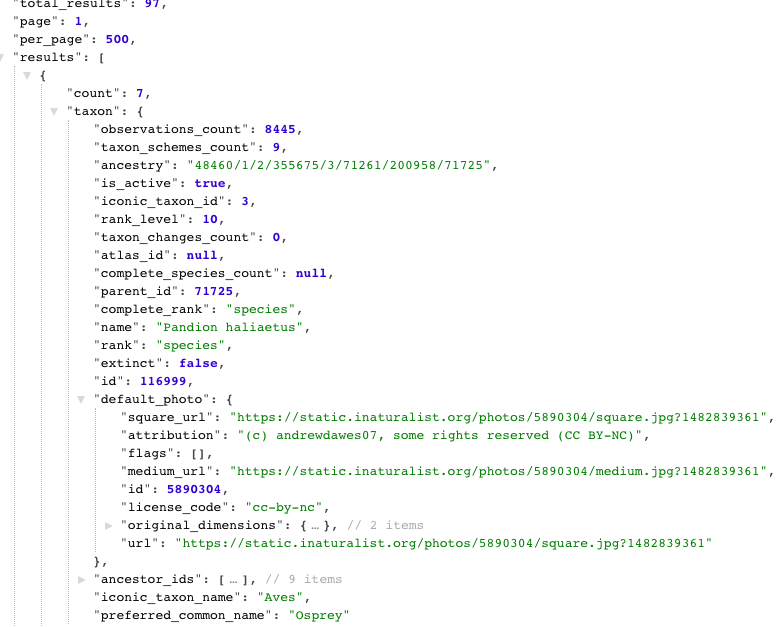 "total_results": 97,
"page": 1,
"per_page": 500,
"results": [
{
"count": 7,
"taxon": {
"observations_count": 8445,
"taxon_schemes_count": 9,
"ancestry": "48460/1/2/355675/3/71261/200958/71725",
"is_active": true,
"iconic_taxon_id": 3,
"rank_level": 10,
"taxon_changes_count": 0,
"atlas_id": null,
"complete_species_count": null,
"parent_id": 71725,
"complete_rank": "species",
"name": "Pandion haliaetus",
"rank": "species",
"extinct": false,
"id": 116999,
"default_photo": {
"square_url": "https://static.inaturalist.org/photos/5890304/square.jpg?1482839361",
"attribution": "(c) andrewdawes07, some rights reserved (CC BY-NC)",
"flags": [],
"medium_url": "https://static.inaturalist.org/photos/5890304/medium.jpg?1482839361",
"id": 5890304,
"license_code": "cc-by-nc",
"original_dimensions": { … }, // 2 items
"url": "https://static.inaturalist.org/photos/5890304/square.jpg?1482839361"
},
"ancestor_ids": [ … ], // 9 items
"iconic_taxon_name": "Aves",
"preferred_common_name": "Osprey"